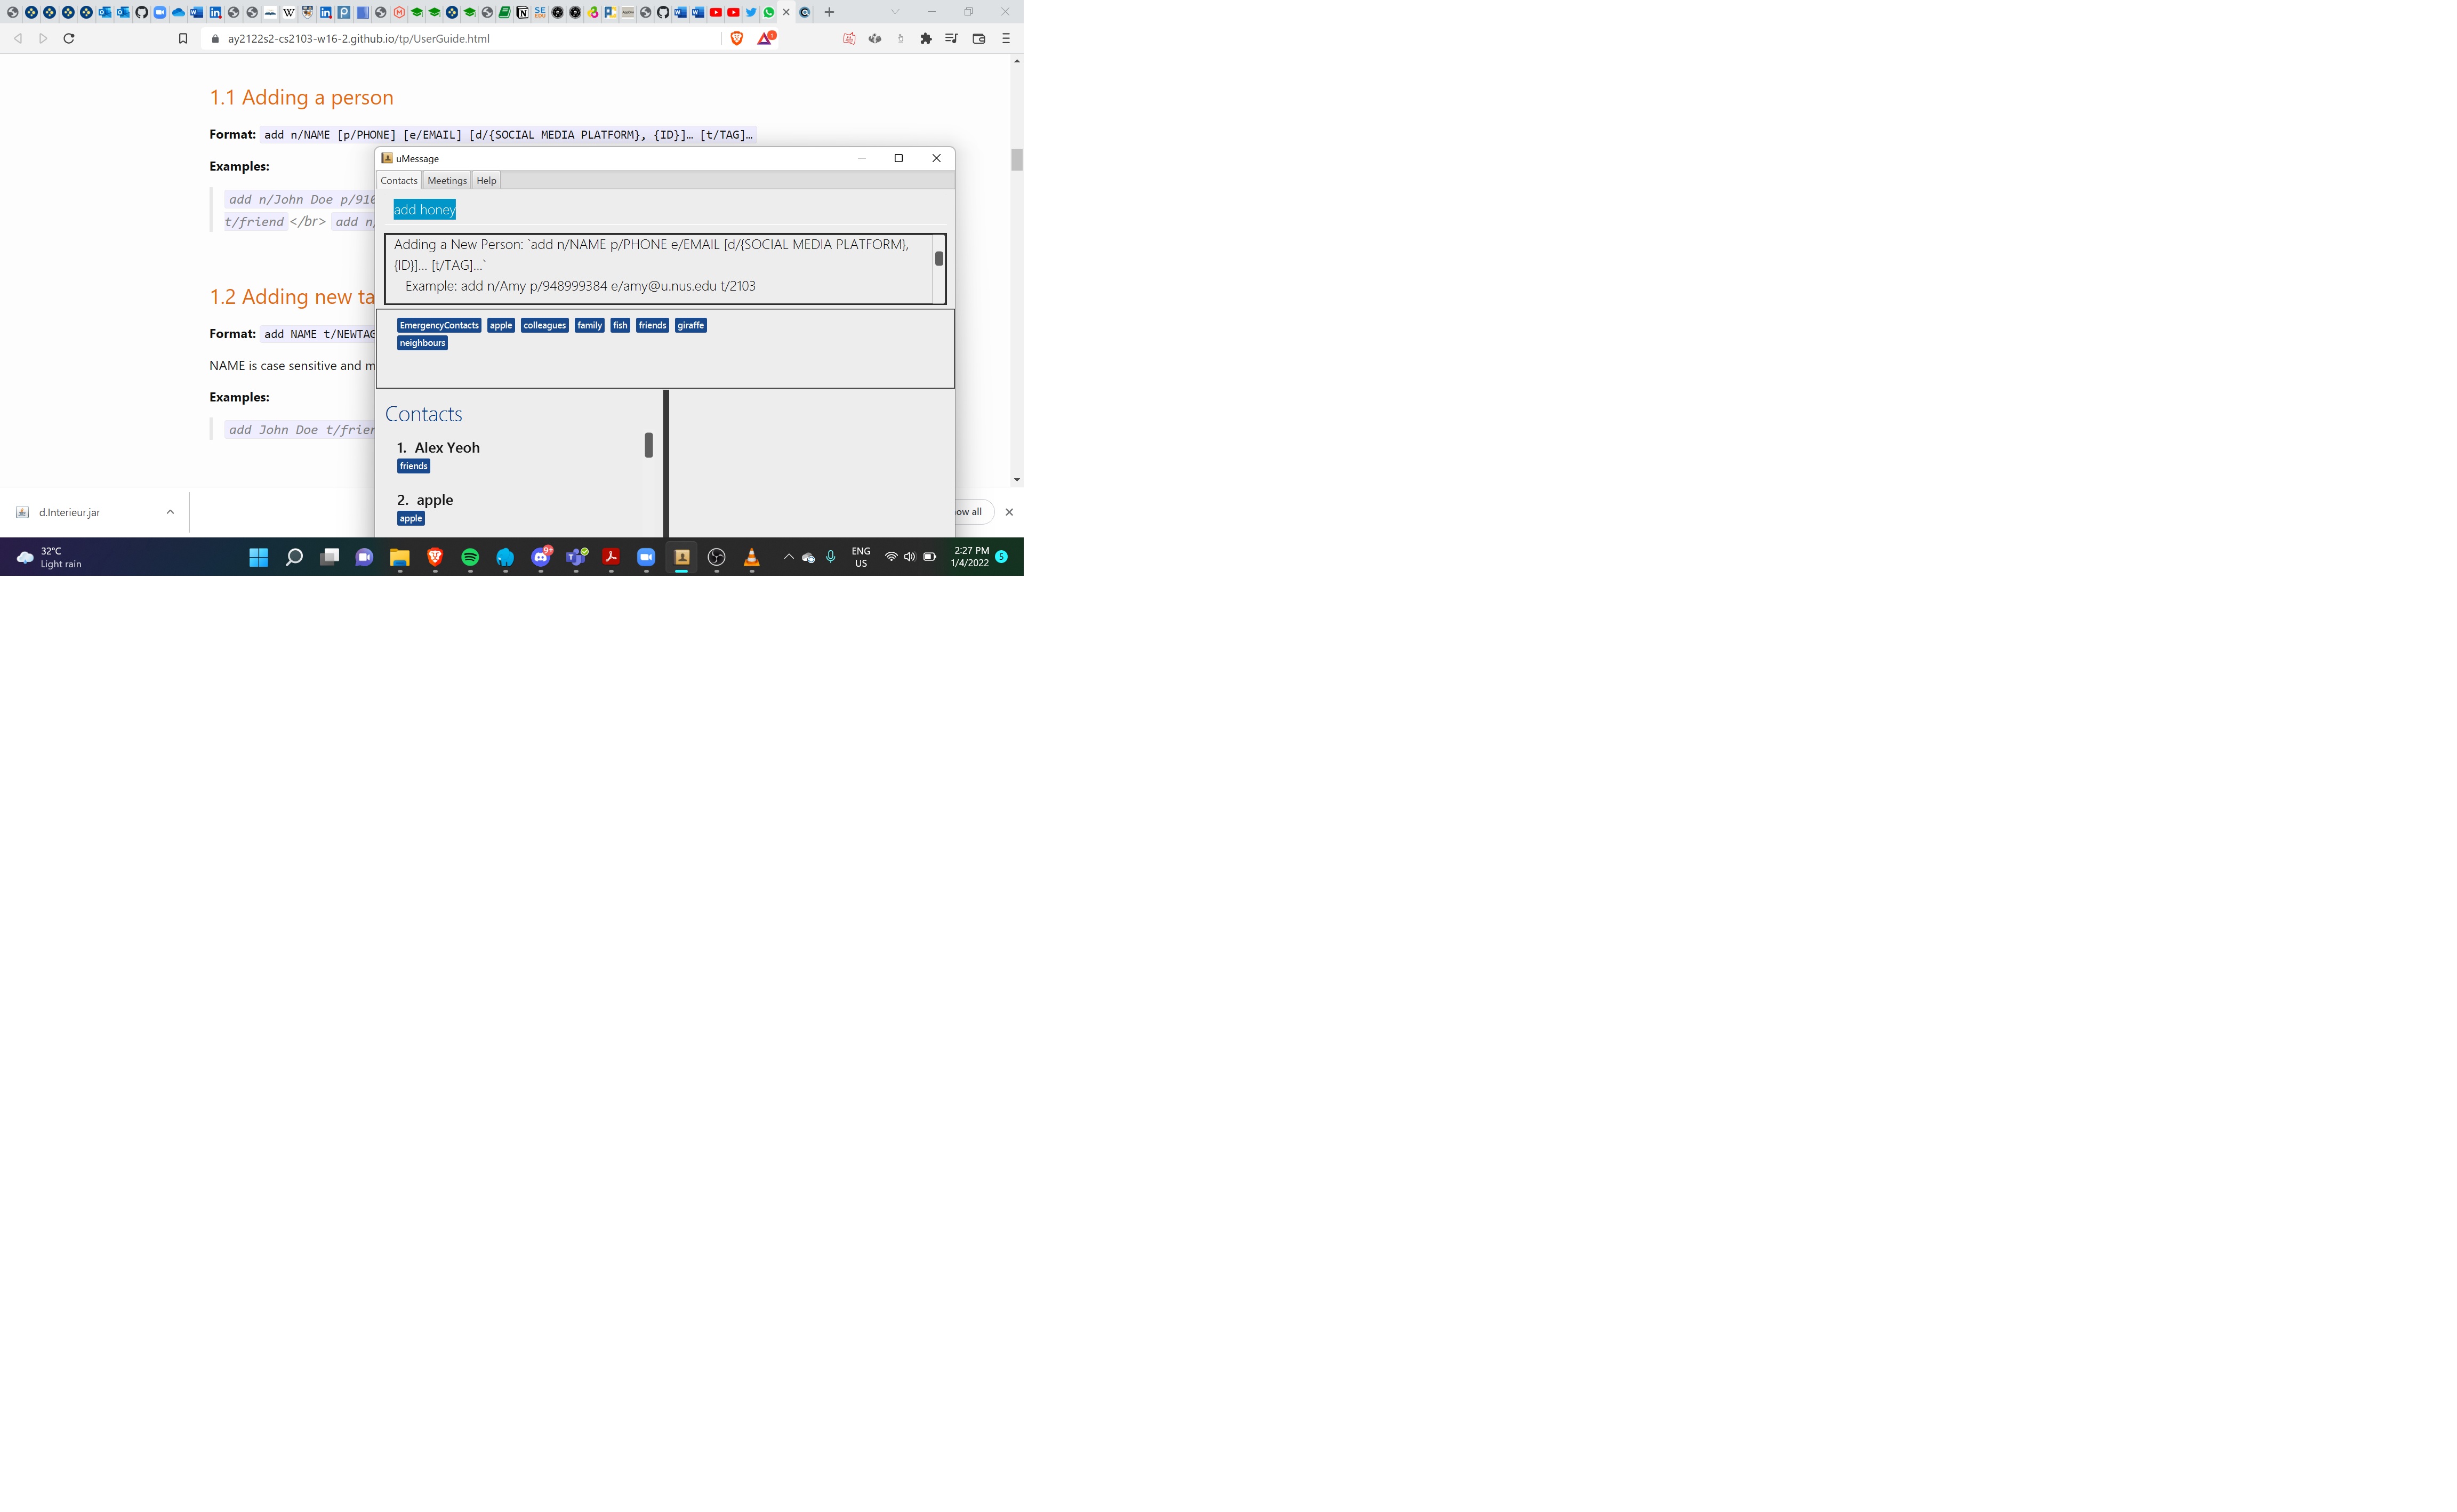 ay2122s2-cs2103-w16-2.github.io/tp/UserGuide.html
1.1 Adding a person
Format: add n/NAME [p/PHONE] [e/EMAIL] [d/{SOCIAL MEDIA PLATFORM}, {ID}]… [t/TAG]…
Examples:
add n/John Doe p/910
t/friend </br> add n/
1.2 Adding new ta
Format: add NAME t/NEWTAG
NAME is case sensitive and m
Examples:
add John Doe t/frien
uMessage
Contacts Meetings Help
add honey
Adding a New Person: `add n/NAME p/PHONE e/EMAIL [d/{SOCIAL MEDIA PLATFORM},
{ID}]... [t/TAG]...`
Example: add n/Amy p/948999384 e/amy@u.nus.edu t/2103
EmergencyContacts apple colleagues family fish friends giraffe
neighbours
Contacts
1. Alex Yeoh
friends
2. apple
apple
d.Interieur.jar
ow all
32°C
Light rain
ENG
US
2:27 PM
1/4/2022
5